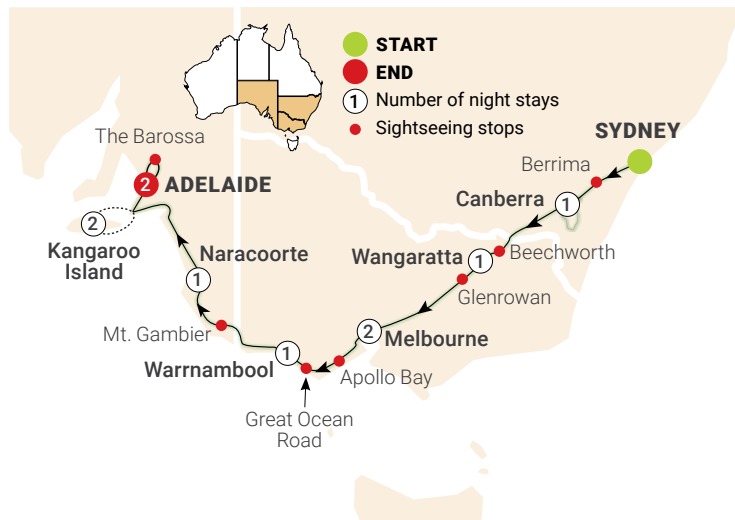 START
END
1 Number of night stays
Sightseeing stops
SYDNEY
Berrima
Canberra
1
Beechworth
Wangaratta
1
Glenrowan
2
Melbourne
Apollo Bay
Great Ocean
Road
Warrnambool
1
Mt. Gambier
Naracoorte
1
Kangaroo
Island
2
2 ADELAIDE
The Barossa